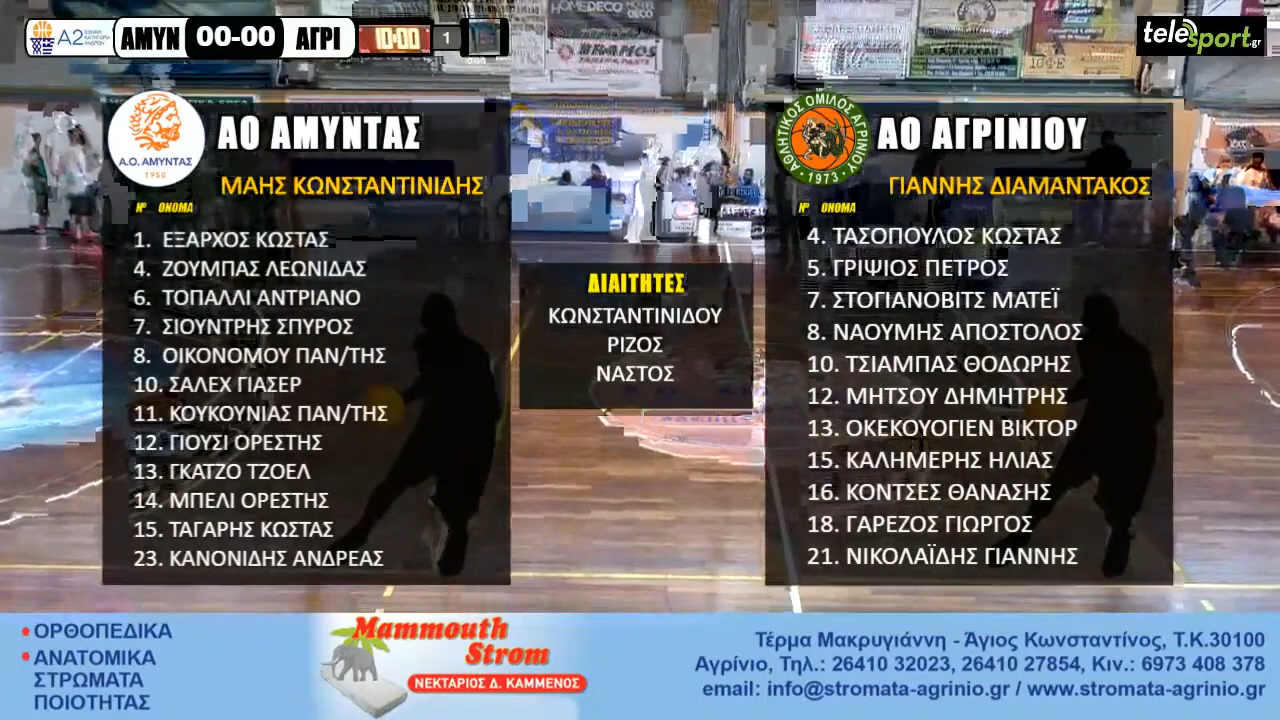 A2 ΕΘΝΙΚΗ ΚΑΤΗΓΟΡΙΑ ΑΝΔΡΩΝ
ΑΜΥΝ 00-00 ΑΓΡΙ 10:00 1
telesport.gr
HOMEDECO
ΑΟ ΑΜΥΝΤΑΣ
Α.Ο. ΑΜΥΝΤΑΣ
1950
ΜΑΗΣ ΚΩΝΣΤΑΝΤΙΝΙΔΗΣ
Νº ΟΝΟΜΑ
1. ΕΞΑΡΧΟΣ ΚΩΣΤΑΣ
4. ΖΟΥΜΠΑΣ ΛΕΩΝΙΔΑΣ
6. ΤΟΠΑΛΛΙ ΑΝΤΡΙΑΝΟ
7. ΣΙΟΥΝΤΡΗΣ ΣΠΥΡΟΣ
8. ΟΙΚΟΝΟΜΟΥ ΠΑΝ/ΤΗΣ
10. ΣΑΛΕΧ ΓΙΑΣΕΡ
11. ΚΟΥΚΟΥΝΙΑΣ ΠΑΝ/ΤΗΣ
12. ΓΙΟΥΣΙ ΟΡΕΣΤΗΣ
13. ΓΚΑΤΖΟ ΤΖΟΕΛ
14. ΜΠΕΛΙ ΟΡΕΣΤΗΣ
15. ΤΑΓΑΡΗΣ ΚΩΣΤΑΣ
23. ΚΑΝΟΝΙΔΗΣ ΑΝΔΡΕΑΣ
ΔΙΑΙΤΗΤΕΣ
ΚΩΝΣΤΑΝΤΙΝΙΔΟΥ
ΡΙΖΟΣ
ΝΑΣΤΟΣ
ΑΘΛΗΤΙΚΟΣ ΟΜΙΛΟΣ ΑΓΡΙΝΙΟΥ
1973
ΑΟ ΑΓΡΙΝΙΟΥ
ΓΙΑΝΝΗΣ ΔΙΑΜΑΝΤΑΚΟΣ
Νº ΟΝΟΜΑ
4. ΤΑΣΟΠΟΥΛΟΣ ΚΩΣΤΑΣ
5. ΓΡΙΨΙΟΣ ΠΕΤΡΟΣ
7. ΣΤΟΓΙΑΝΟΒΙΤΣ ΜΑΤΕΪ
8. ΝΑΟΥΜΗΣ ΑΠΟΣΤΟΛΟΣ
10. ΤΣΙΑΜΠΑΣ ΘΟΔΩΡΗΣ
12. ΜΗΤΣΟΥ ΔΗΜΗΤΡΗΣ
13. ΟΚΕΚΟΥΟΓΙΕΝ ΒΙΚΤΟΡ
15. ΚΑΛΗΜΕΡΗΣ ΗΛΙΑΣ
16. ΚΟΝΤΣΕΣ ΘΑΝΑΣΗΣ
18. ΓΑΡΕΖΟΣ ΓΙΩΡΓΟΣ
21. ΝΙΚΟΛΑΪΔΗΣ ΓΙΑΝΝΗΣ
• ΟΡΘΟΠΕΔΙΚΑ
• ΑΝΑΤΟΜΙΚΑ
ΣΤΡΩΜΑΤΑ
ΠΟΙΟΤΗΤΑΣ
Mammouth
Strom
ΝΕΚΤΑΡΙΟΣ Δ. ΚΑΜΜΕΝΟΣ
Τέρμα Μακρυγιάννη - Άγιος Κωνσταντίνος, Τ.Κ.30100
Αγρίνιο, Τηλ.: 26410 32023, 26410 27854, Κιν.: 6973 408 378
email: info@stromata-agrinio.gr / www.stromata-agrinio.gr